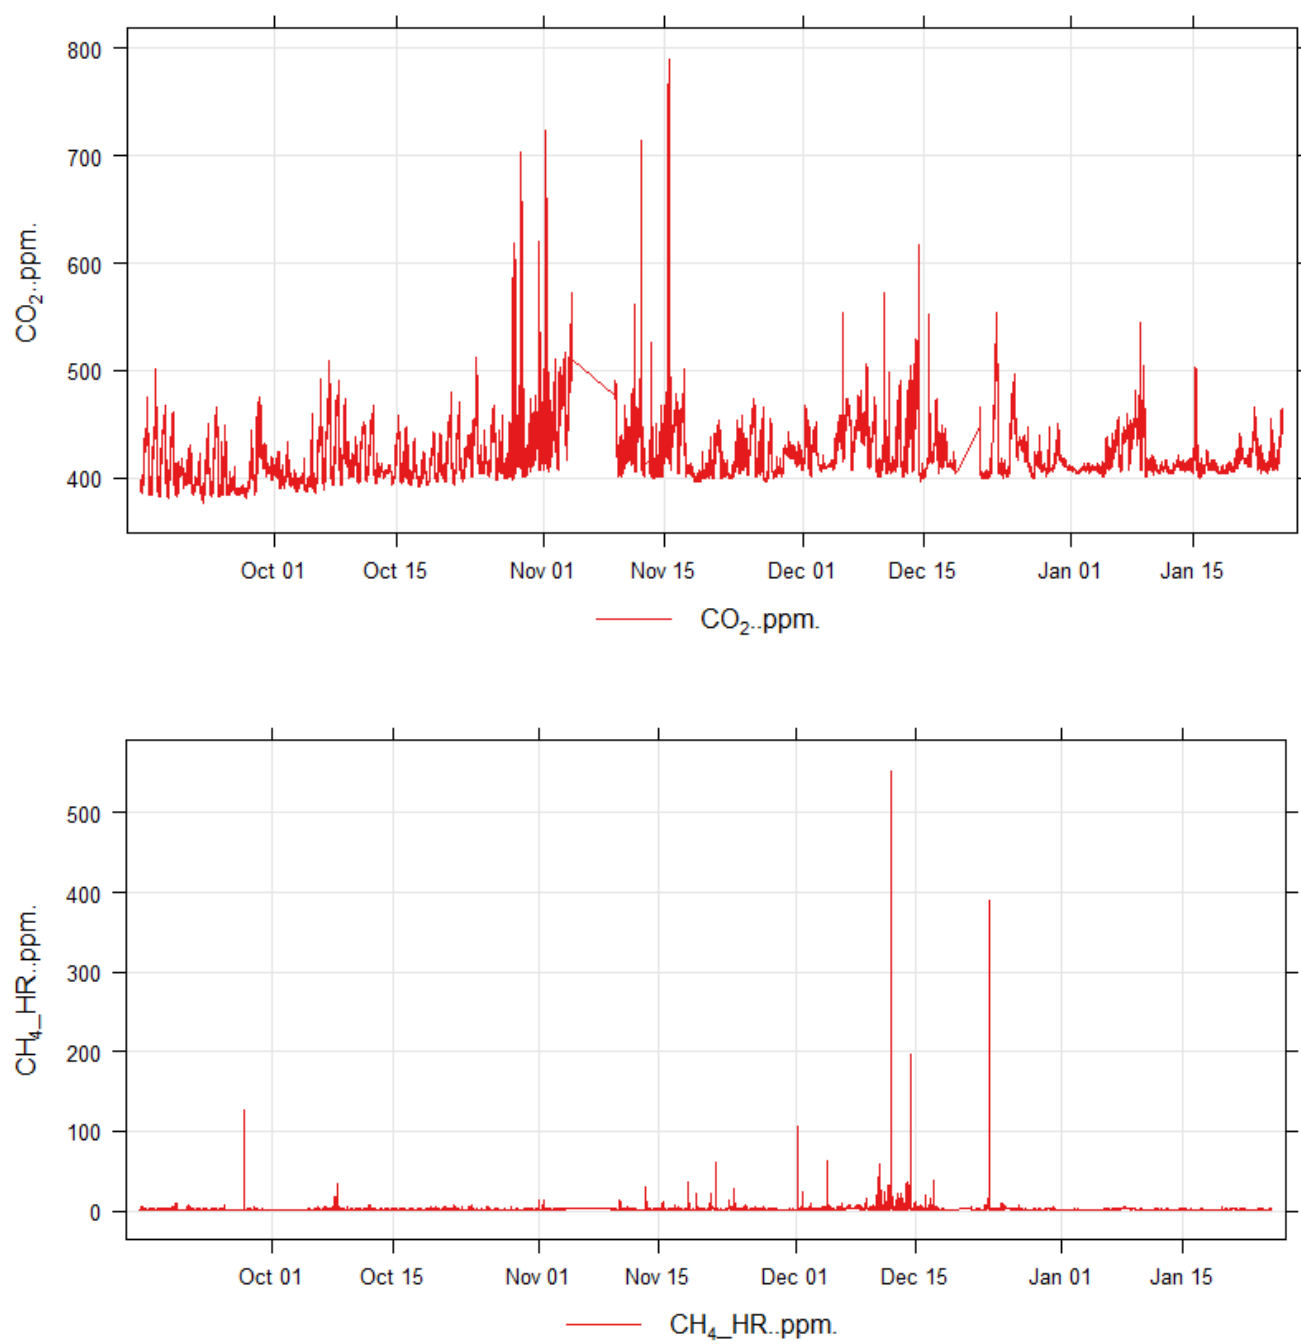 800
700
600
500
400
CO₂..ppm.
Oct 01 Oct 15 Nov 01 Nov 15 Dec 01 Dec 15 Jan 01 Jan 15
CO₂..ppm.
500
400
300
200
100
0
CH₄_HR..ppm.
Oct 01 Oct 15 Nov 01 Nov 15 Dec 01 Dec 15 Jan 01 Jan 15
CH₄_HR..ppm.